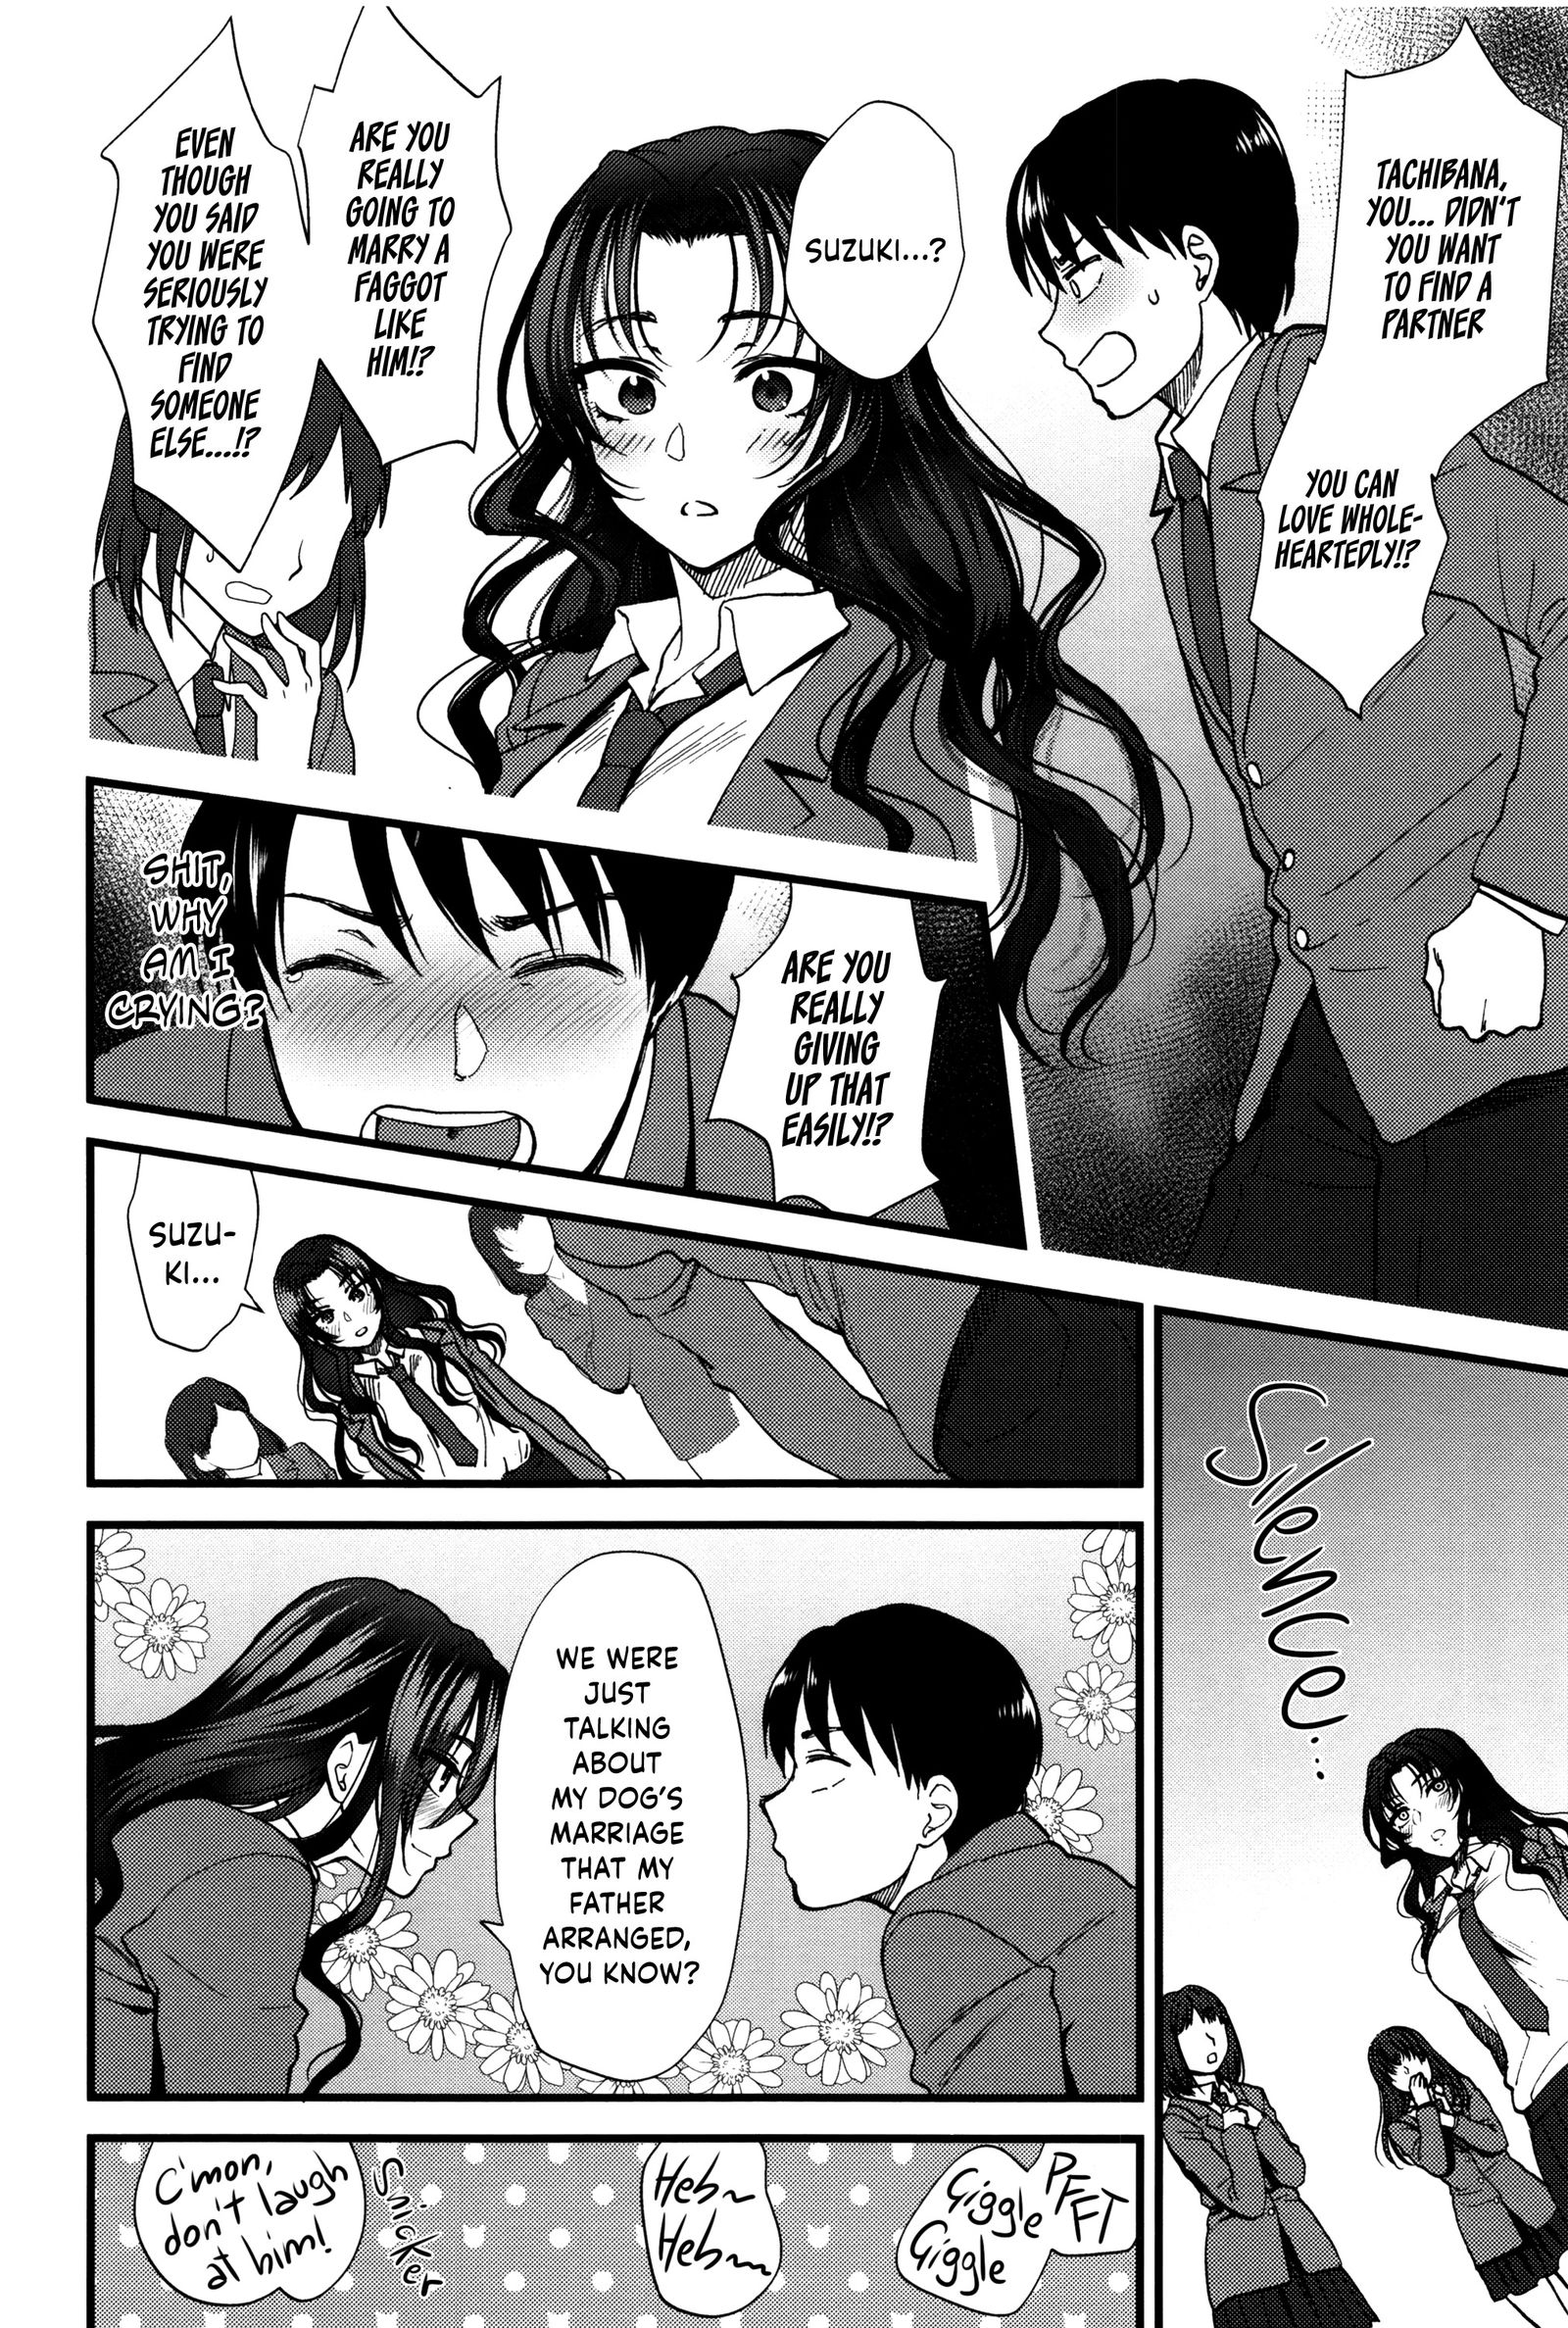 TACHIBANA,
YOU... DIDN'T
YOU WANT
TO FIND A
PARTNER
YOU CAN
LOVE WHOLE-
HEARTEDLY!?
SUZUKI...?
ARE YOU
REALLY
GOING TO
MARRY A
FAGGOT
LIKE
HIM!?
EVEN
THOUGH
YOU SAID
YOU WERE
SERIOUSLY
TRYING TO
FIND
SOMEONE
ELSE...!?
ARE YOU
REALLY
GIVING
UP THAT
EASILY!?
SHIT,
WHY
AM I
CRYING?
SUZU-
KI...
Silence...
WE WERE
JUST
TALKING
ABOUT
MY DOG'S
MARRIAGE
THAT MY
FATHER
ARRANGED,
YOU KNOW?
PFFT
Giggle
Giggle
Heh~
Heh~
Snicker
C'mon,
don't laugh
at him!